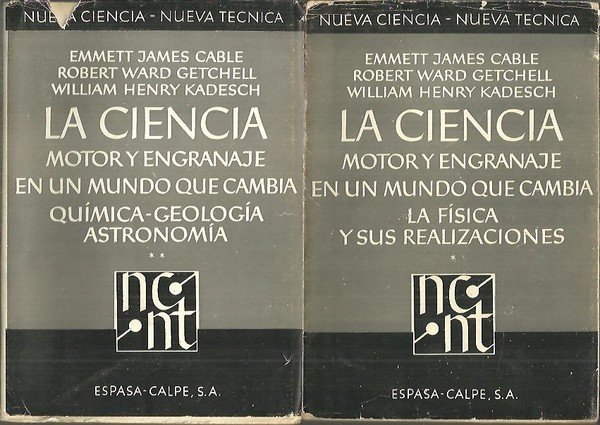 NUEVA CIENCIA - NUEVA TECNICA
EMMETT JAMES CABLE
ROBERT WARD GETCHELL
WILLIAM HENRY KADESCH
LA CIENCIA
MOTOR Y ENGRANAJE
EN UN MUNDO QUE CAMBIA
QUÍMICA-GEOLOGÍA
ASTRONOMÍA
* *
nc
nt
ESPASA-CALPE, S.A.
NUEVA CIENCIA - NUEVA TECNICA
EMMETT JAMES CABLE
ROBERT WARD GETCHELL
WILLIAM HENRY KADESCH
LA CIENCIA
MOTOR Y ENGRANAJE
EN UN MUNDO QUE CAMBIA
LA FÍSICA
Y SUS REALIZACIONES
*
nc
nt
ESPASA-CALPE, S.A.